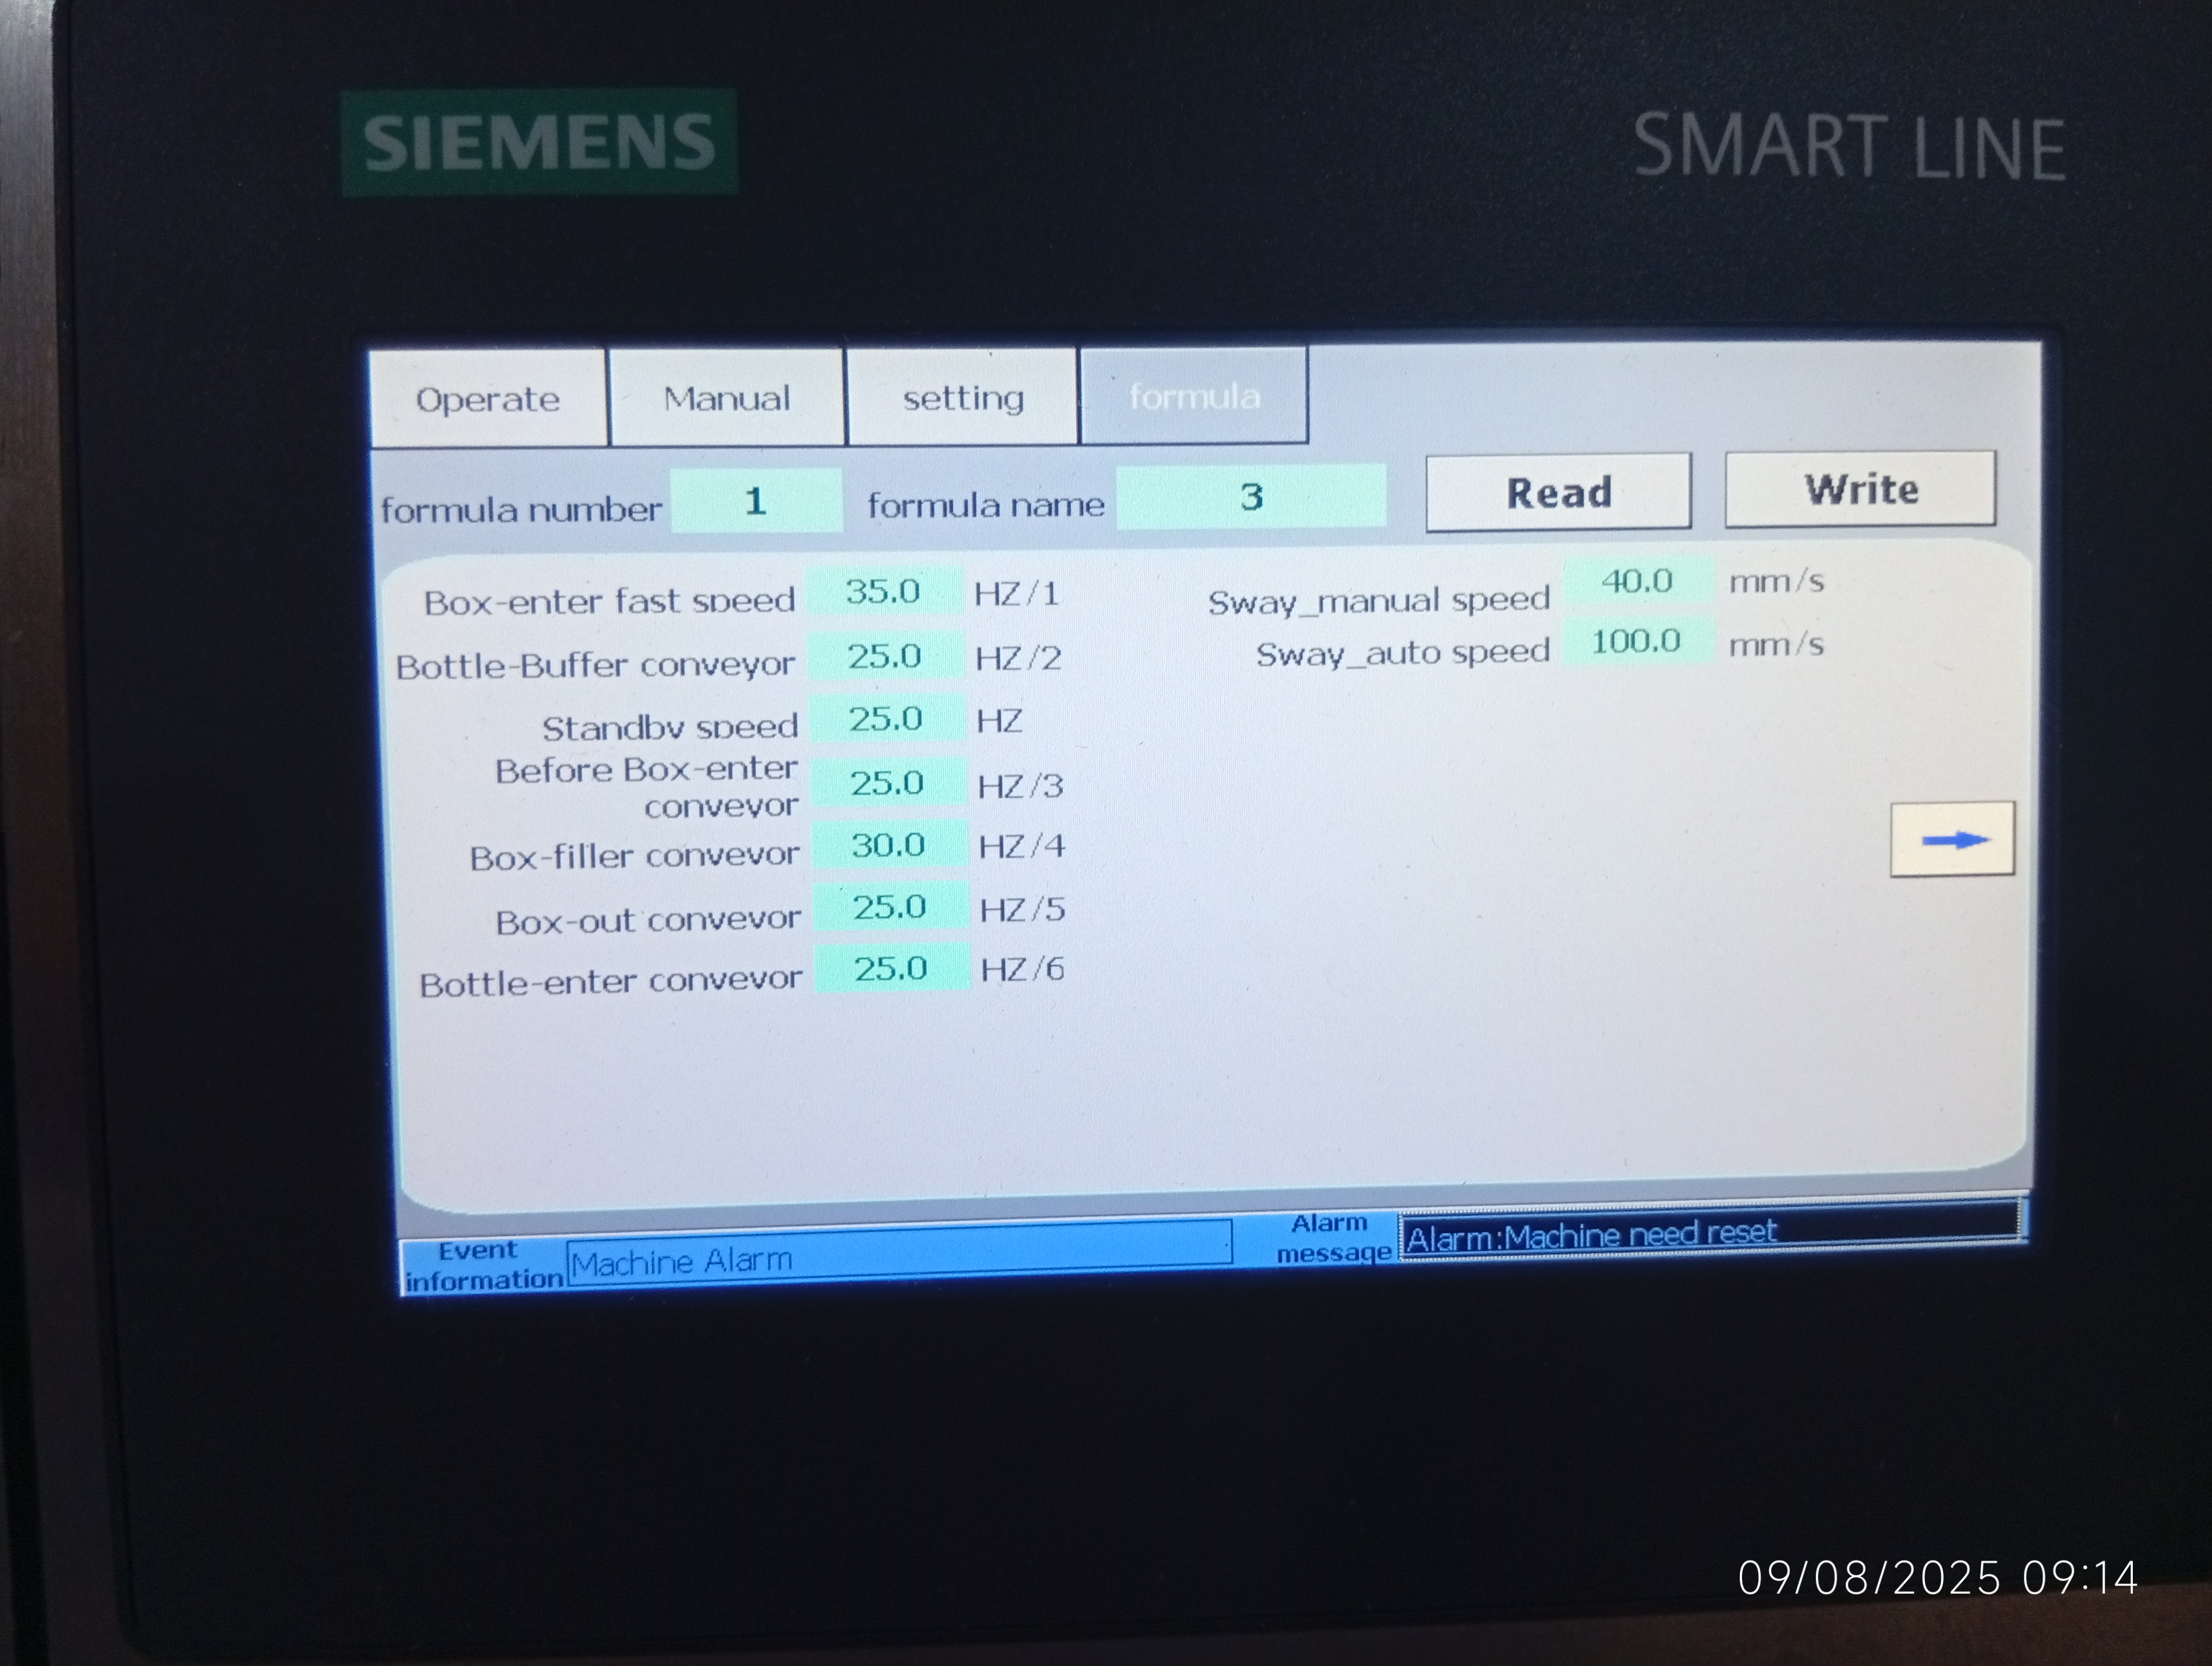 SIEMENS
SMART LINE
Operate
Manual
setting
formula
formula number 1 formula name 3
Read
Write
Box-enter fast speed 35.0 HZ/1
Bottle-Buffer conveyor 25.0 HZ/2
Standby speed 25.0 HZ
Before Box-enter
conveyor 25.0 HZ/3
Box-filler conveyor 30.0 HZ/4
Box-out conveyor 25.0 HZ/5
Bottle-enter conveyor 25.0 HZ/6
Sway_manual speed 40.0 mm/s
Sway_auto speed 100.0 mm/s
Event
information
Machine Alarm
Alarm
message
Alarm:Machine need reset
09/08/2025 09:14